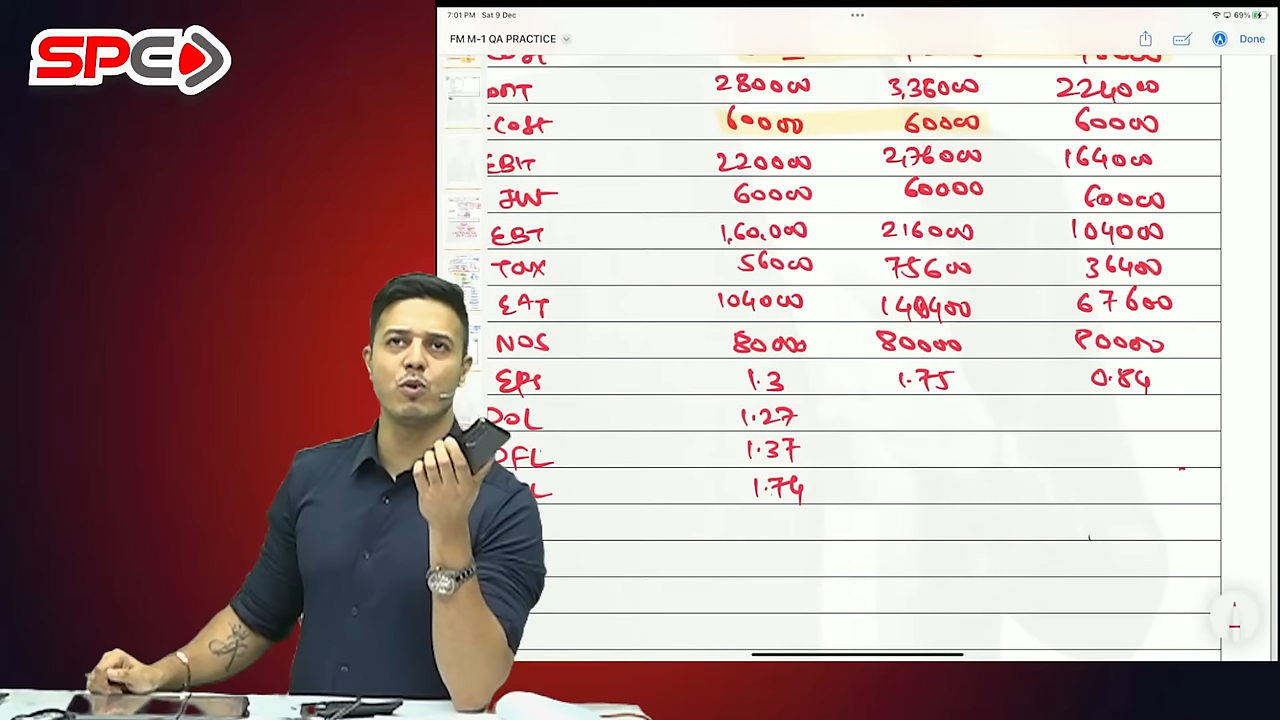 SPC
7:01 PM Sat 9 Dec
69%
FM M-1 QA PRACTICE
Done
280000 3,36000 224000
Cost 60000 60000 60000
EBIT 220000 2,76000 164000
INT 60000 60000 60000
EBT 1,60,000 216000 104000
Tax 56000 75600 36400
EAT 104000 140400 67600
NOS 80000 80000 80000
EPS 1.3 1.75 0.84
DOL 1.27
DFL 1.37
L 1.74